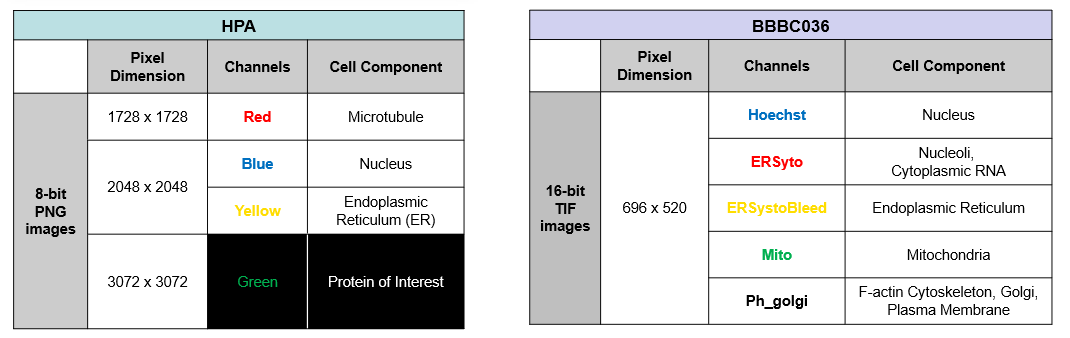 HPA
Pixel
Dimension
Channels
Cell Component
8-bit
PNG
images
1728 x 1728
Red
Microtubule
2048 x 2048
Blue
Nucleus
Yellow
Endoplasmic
Reticulum (ER)
3072 x 3072
Green
Protein of Interest
BBBC036
Pixel
Dimension
Channels
Cell Component
16-bit
TIF
images
696 x 520
Hoechst
Nucleus
ERSyto
Nucleoli,
Cytoplasmic RNA
ERSystoBleed
Endoplasmic Reticulum
Mito
Mitochondria
Ph_golgi
F-actin Cytoskeleton, Golgi,
Plasma Membrane